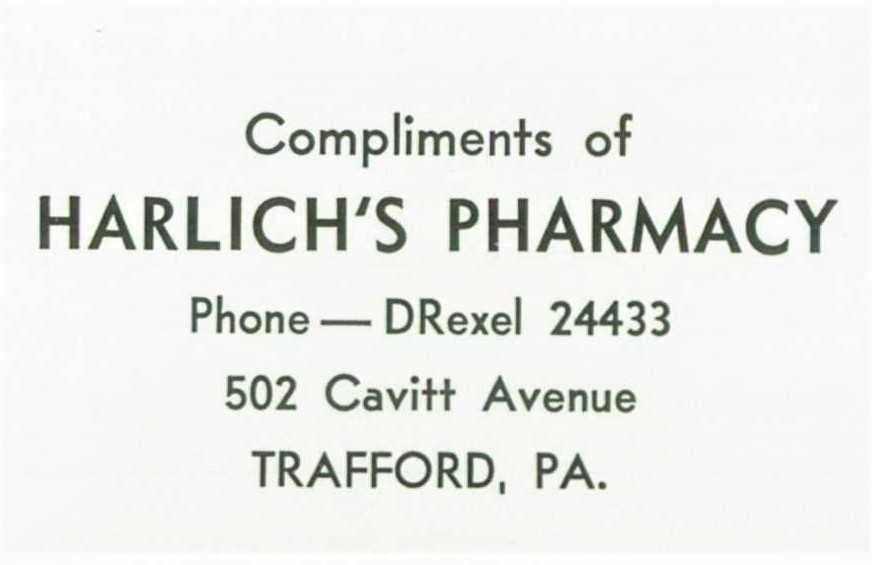 Compliments of
HARLICH'S PHARMACY
Phone — DRexel 24433
502 Cavitt Avenue
TRAFFORD, PA.